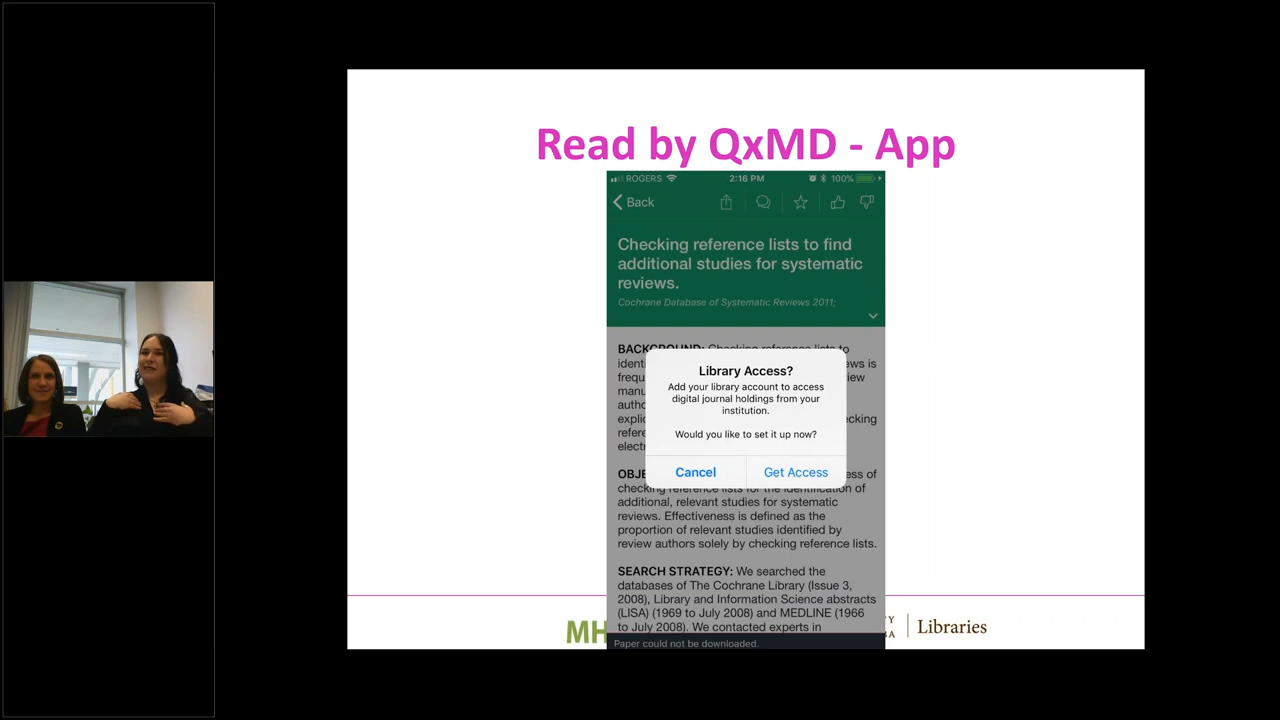 Read by QxMD - App
ROGERS 2:16 PM 100%
Back
Checking reference lists to find
additional studies for systematic
reviews.
Cochrane Database of Systematic Reviews 2011;
BACKGROUND: Checking reference lists to
identi
ews is
frequ
view
manu
autho
explic
ecking
refere
electr
Library Access?
Add your library account to access
digital journal holdings from your
institution.
Would you like to set it up now?
Cancel
Get Access
OBJE
ess of
checking reference lists for the identification of
additional, relevant studies for systematic
reviews. Effectiveness is defined as the
proportion of relevant studies identified by
review authors solely by checking reference lists.
SEARCH STRATEGY: We searched the
databases of The Cochrane Library (Issue 3,
2008), Library and Information Science abstracts
(LISA) (1969 to July 2008) and MEDLINE (1966
to July 2008). We contacted experts in
Paper could not be downloaded.
MH
Libraries